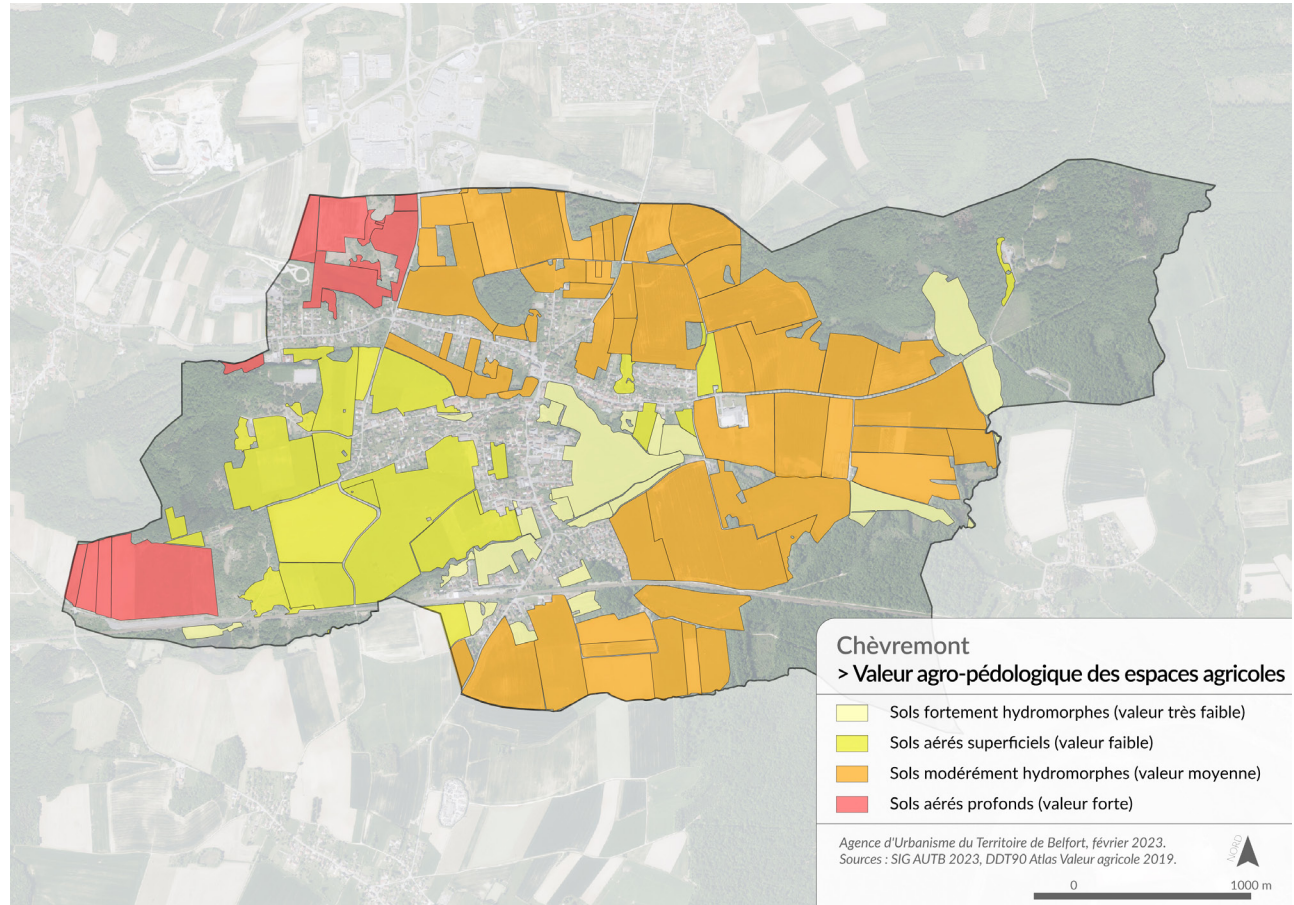 Chèvremont
> Valeur agro-pédologique des espaces agricoles
Sols fortement hydromorphes (valeur très faible)
Sols aérés superficiels (valeur faible)
Sols modérément hydromorphes (valeur moyenne)
Sols aérés profonds (valeur forte)
Agence d'Urbanisme du Territoire de Belfort, février 2023.
Sources : SIG AUTB 2023, DDT90 Atlas Valeur agricole 2019.
NORD
0 1000 m